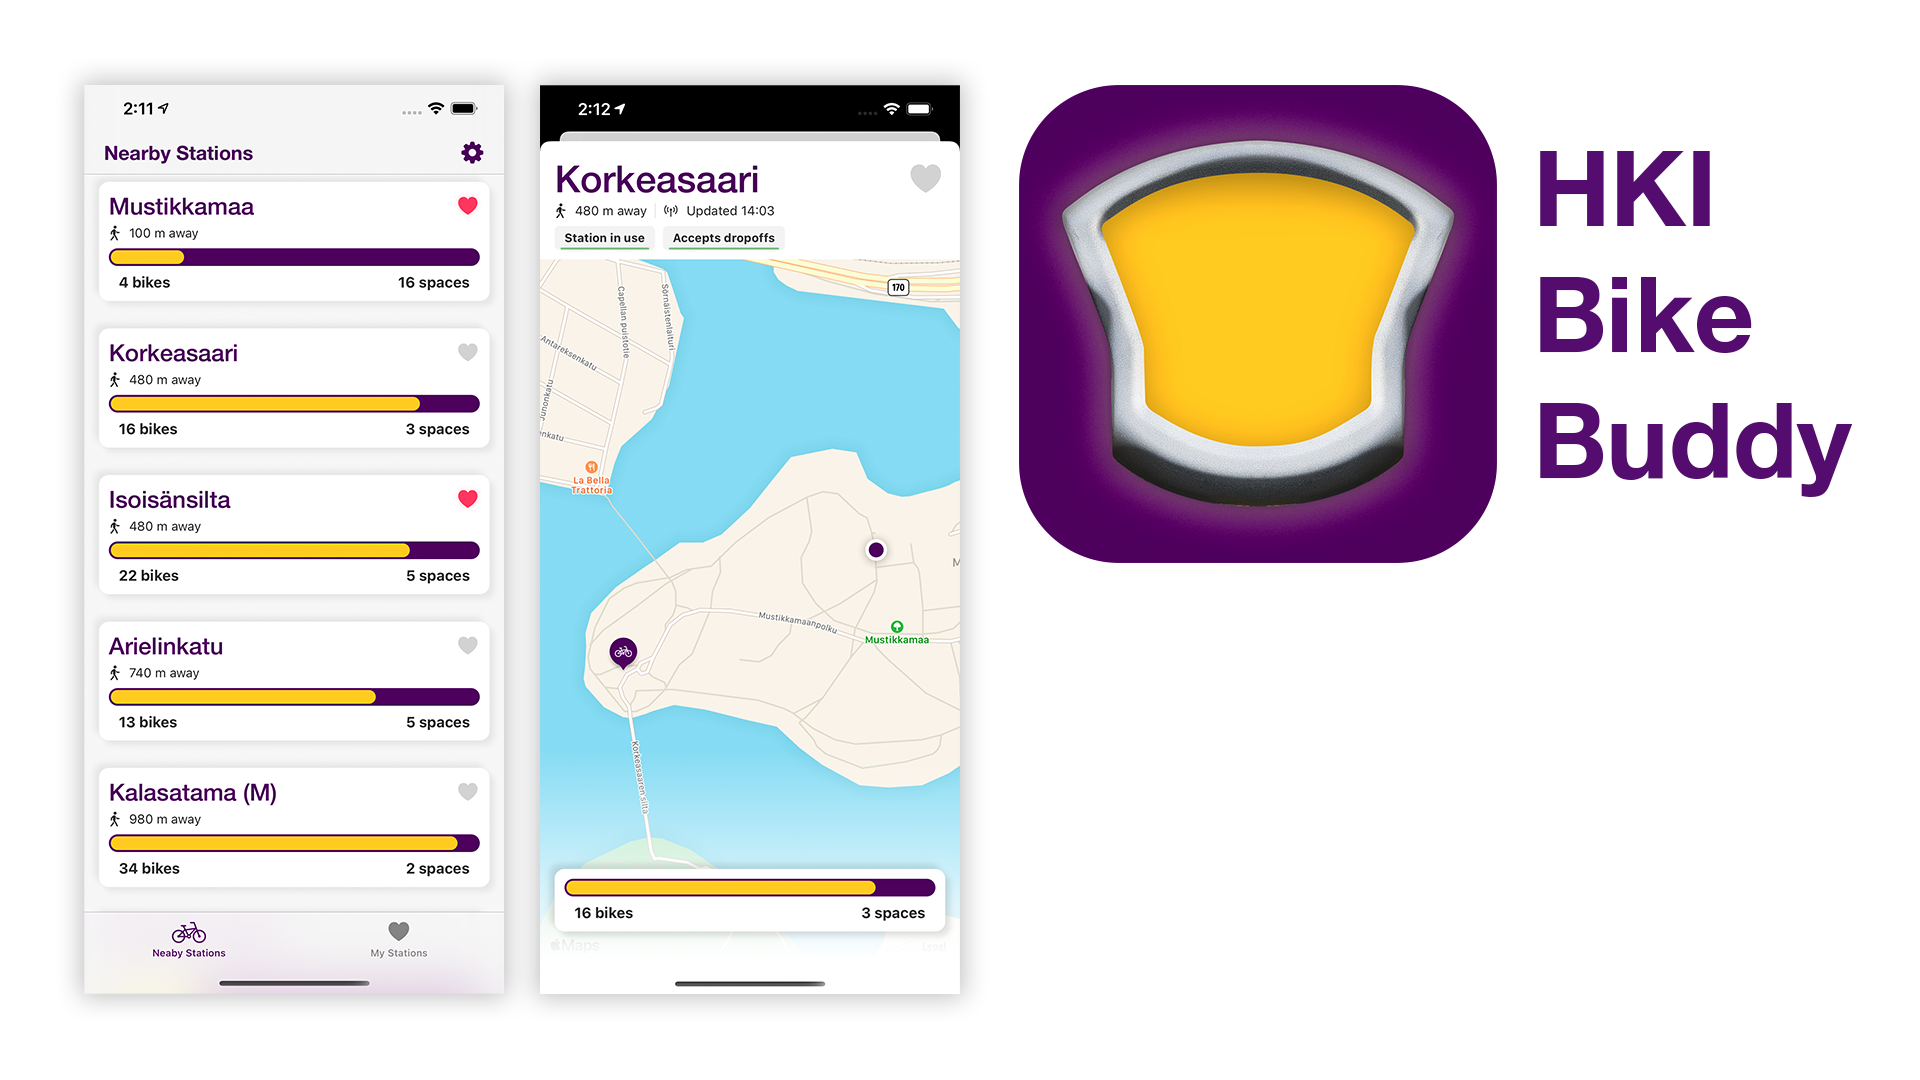 2:11
Nearby Stations
Mustikkamaa
100 m away
4 bikes 16 spaces
Korkeasaari
480 m away
16 bikes 3 spaces
Isoisänsilta
480 m away
22 bikes 5 spaces
Arielinkatu
740 m away
13 bikes 5 spaces
Kalasatama (M)
980 m away
34 bikes 2 spaces
Neaby Stations My Stations
2:12
Korkeasaari
480 m away Updated 14:03
Station in use Accepts dropoffs
170
Capellan puistotie
Sörnäistenlaituri
Antareksenkatu
Junonkatu
nkatu
La Bella
Trattoria
M
Mustikkamaanpolku
Mustikkamaa
Korkeasaaren silta
16 bikes 3 spaces
Maps Legal
HKI
Bike
Buddy